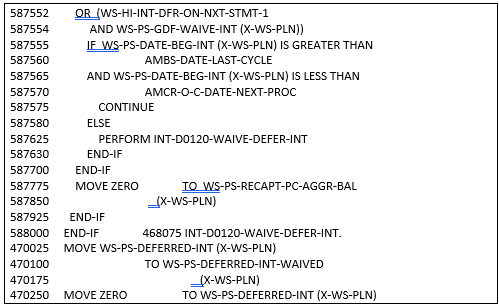 587552 OR (WS-HI-INT-DFR-ON-NXT-STMT-1
587554 AND WS-PS-GDF-WAIVE-INT (X-WS-PLN))
587555 IF WS-PS-DATE-BEG-INT (X-WS-PLN) IS GREATER THAN
587560 AMBS-DATE-LAST-CYCLE
587565 AND WS-PS-DATE-BEG-INT (X-WS-PLN) IS LESS THAN
587570 AMCR-O-C-DATE-NEXT-PROC
587575 CONTINUE
587580 ELSE
587625 PERFORM INT-D0120-WAIVE-DEFER-INT
587630 END-IF
587700 END-IF
587775 MOVE ZERO TO WS-PS-RECAPT-PC-AGGR-BAL
587850 (X-WS-PLN)
587925 END-IF
588000 END-IF 468075 INT-D0120-WAIVE-DEFER-INT.
470025 MOVE WS-PS-DEFERRED-INT (X-WS-PLN)
470100 TO WS-PS-DEFERRED-INT-WAIVED
470175 (X-WS-PLN)
470250 MOVE ZERO TO WS-PS-DEFERRED-INT (X-WS-PLN)